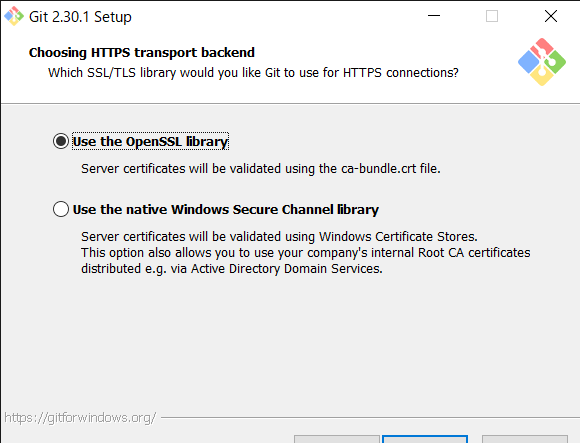 Git 2.30.1 Setup
Choosing HTTPS transport backend
Which SSL/TLS library would you like Git to use for HTTPS connections?
Use the OpenSSL library
Server certificates will be validated using the ca-bundle.crt file.
Use the native Windows Secure Channel library
Server certificates will be validated using Windows Certificate Stores.
This option also allows you to use your company's internal Root CA certificates
distributed e.g. via Active Directory Domain Services.
https://gitforwindows.org/